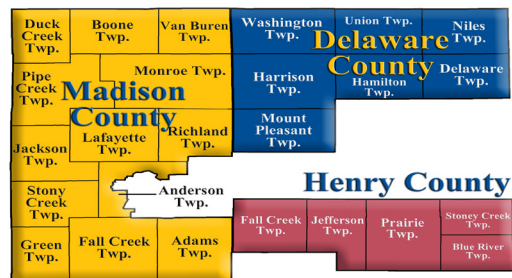 Duck
Creek
Twp.
Boone
Twp.
Van Buren
Twp.
Washington
Twp.
Union Twp.
Niles
Twp.
Delaware
County
Pipe
Creek
Twp.
Monroe Twp.
Madison
County
Harrison
Twp.
Hamilton
Twp.
Delaware
Twp.
Lafayette
Twp.
Richland
Twp.
Mount
Pleasant
Twp.
Jackson
Twp.
Stony
Creek
Twp.
Anderson
Twp.
Henry County
Green
Twp.
Fall Creek
Twp.
Adams
Twp.
Fall Creek
Twp.
Jefferson
Twp.
Prairie
Twp.
Stoney Creek
Twp.
Blue River
Twp.